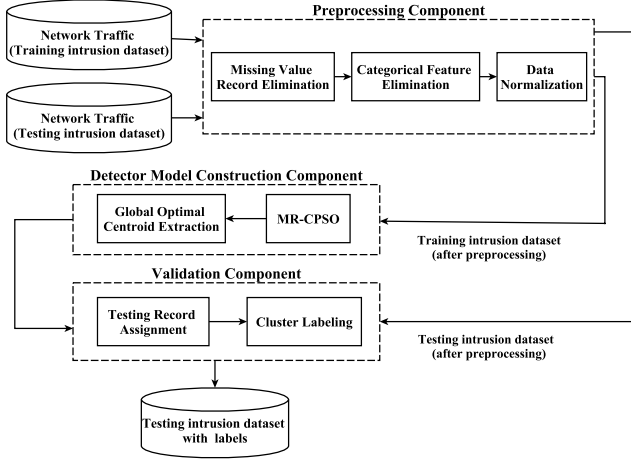 Preprocessing Component
Network Traffic
(Training intrusion dataset)
Missing Value
Record Elimination
Categorical Feature
Elimination
Data
Normalization
Network Traffic
(Testing intrusion dataset)
Detector Model Construction Component
Global Optimal
Centroid Extraction
MR-CPSO
Training intrusion dataset
(after preprocessing)
Validation Component
Testing Record
Assignment
Cluster Labeling
Testing intrusion dataset
(after preprocessing)
Testing intrusion dataset
with labels